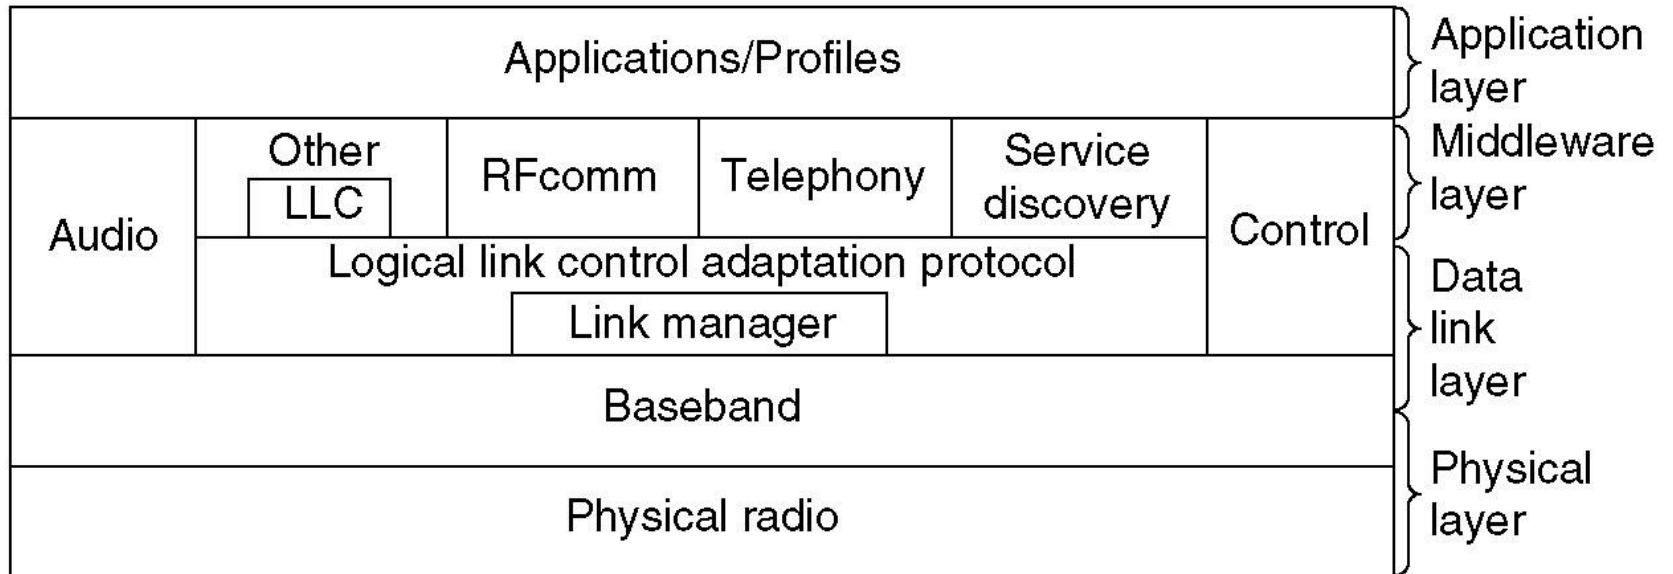 Applications/Profiles
Application
layer
Audio
Other
LLC
RFcomm
Telephony
Service
discovery
Control
Middleware
layer
Logical link control adaptation protocol
Link manager
Data
link
layer
Baseband
Physical radio
Physical
layer